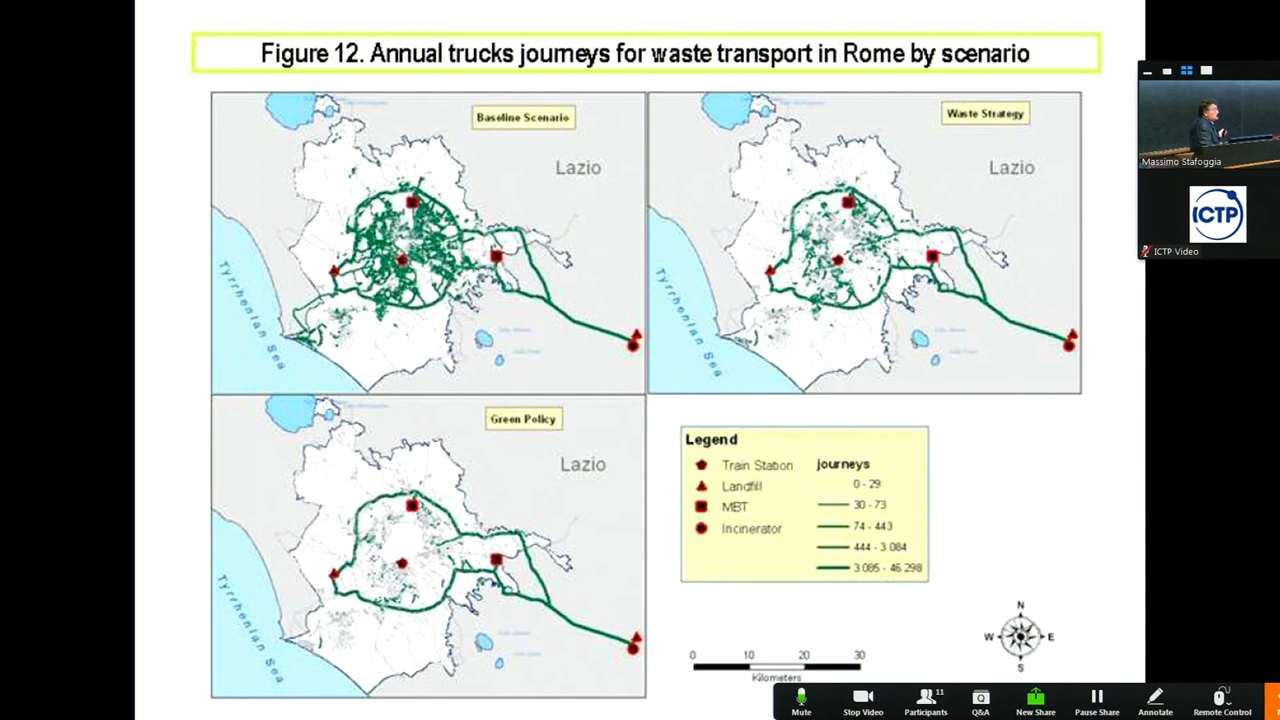 Figure 12. Annual trucks journeys for waste transport in Rome by scenario
Baseline Scenario
Lazio
Tyrrhenian Sea
Waste Strategy
Lazio
Tyrrhenian Sea
Green Policy
Lazio
Tyrrhenian Sea
Legend
Train Station
Landfill
MBT
Incinerator
journeys
0 - 29
30 - 73
74 - 443
444 - 3.084
3.085 - 46.298
0 10 20 30
Kilometers
N
W E
S
Massimo Stafoggia
ICTP
ICTP Video
Mute
Stop Video
Participants
11
Q&A
New Share
Pause Share
Annotate
Remote Control